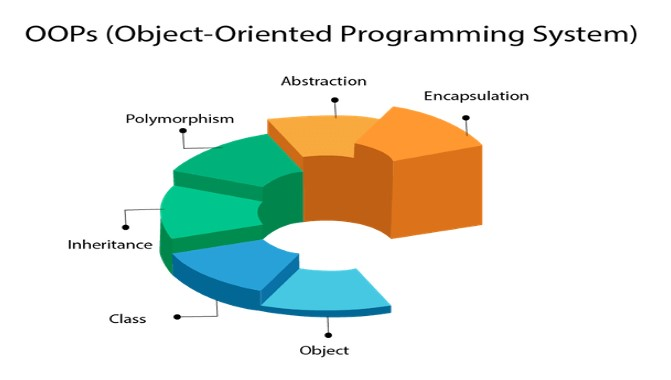 OOPs (Object-Oriented Programming System)
Abstraction
Encapsulation
Polymorphism
Inheritance
Class
Object